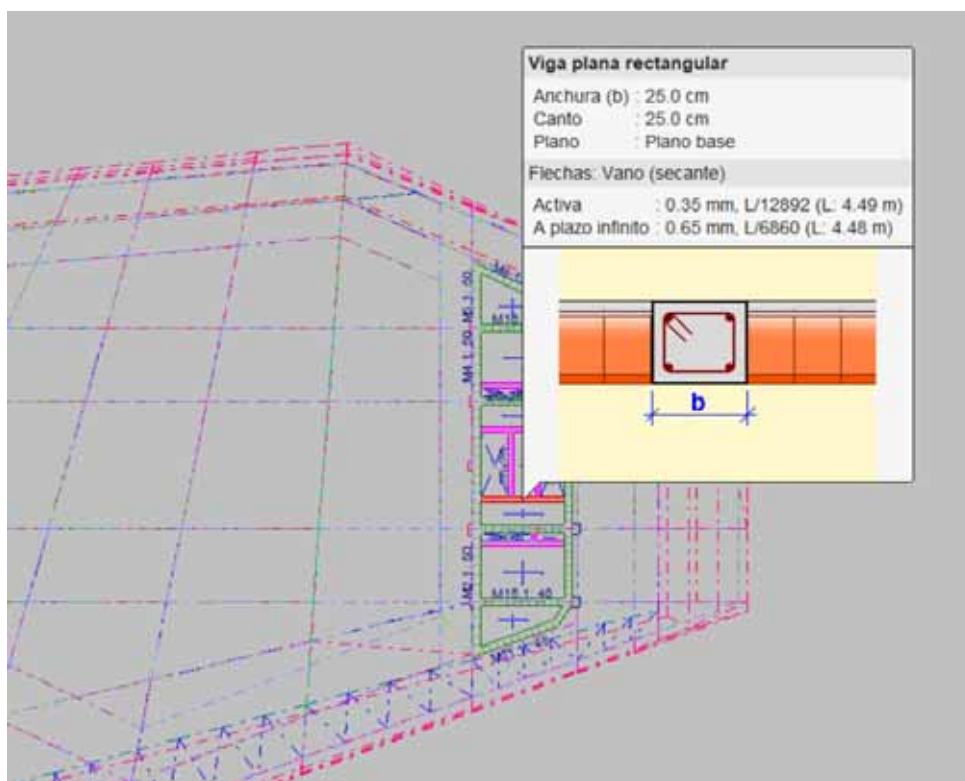 Viga plana rectangular
Anchura (b) : 25.0 cm
Canto : 25.0 cm
Plano : Plano base
Flechas: Vano (secante)
Activa : 0.35 mm, L/12892 (L: 4.49 m)
A plazo infinito : 0.65 mm, L/6860 (L: 4.48 m)
b